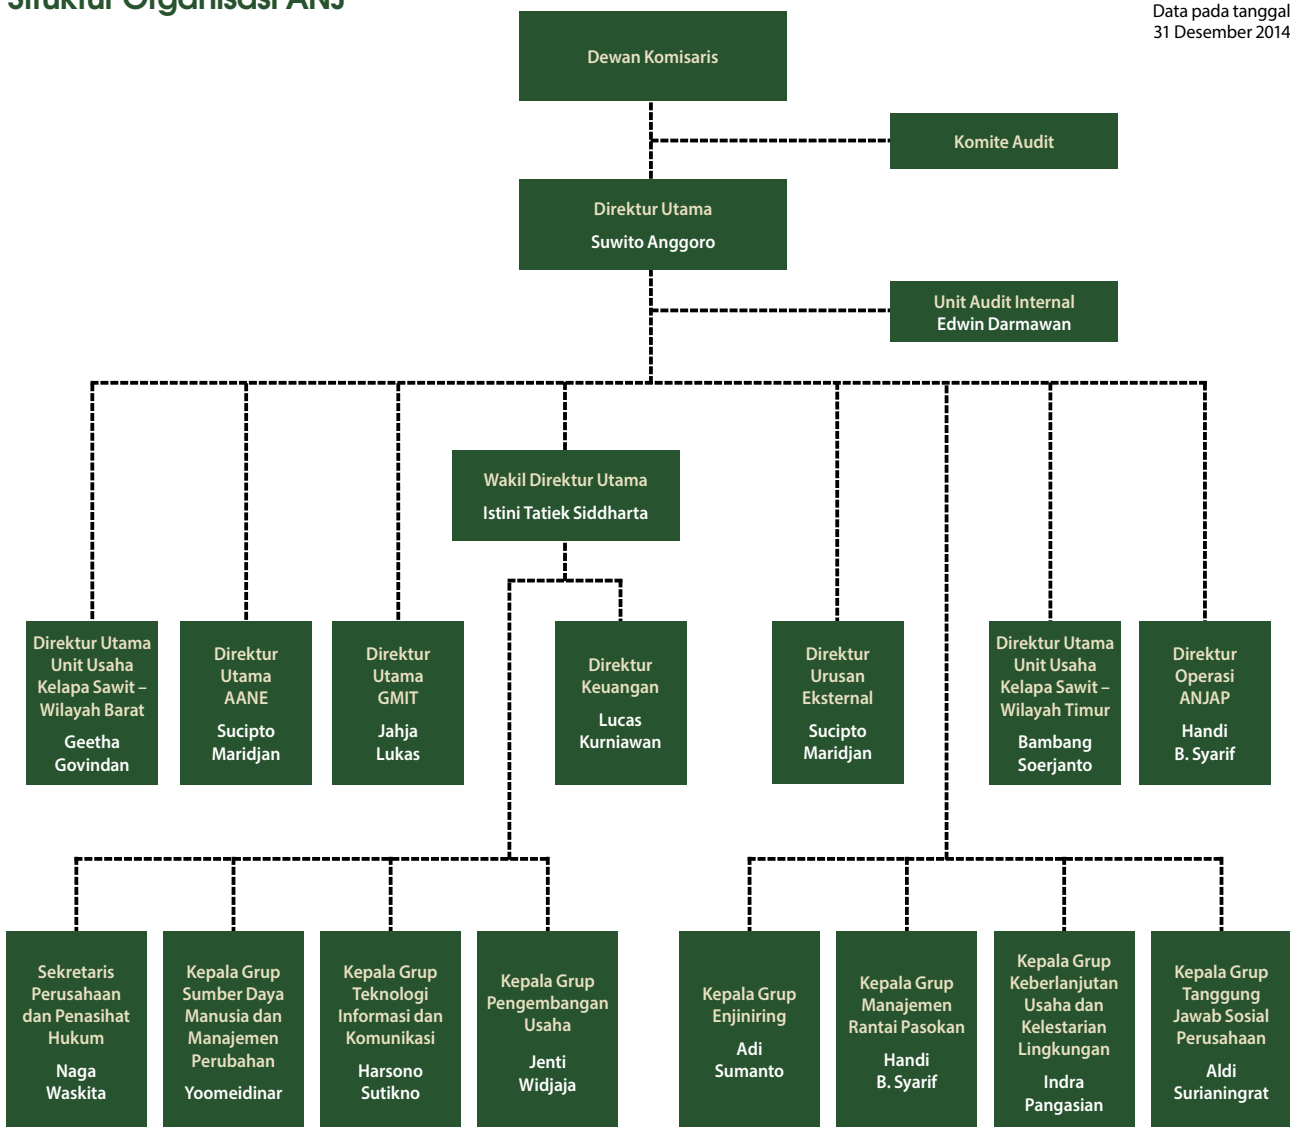 Struktur Organisasi ANJ
Data pada tanggal
31 Desember 2014
Dewan Komisaris
Komite Audit
Direktur Utama
Suwito Anggoro
Unit Audit Internal
Edwin Darmawan
Wakil Direktur Utama
Istini Tatiek Siddharta
Direktur Utama
Unit Usaha
Kelapa Sawit –
Wilayah Barat
Geetha
Govindan
Direktur
Utama
AANE
Sucipto
Maridjan
Direktur
Utama
GMIT
Jahja
Lukas
Direktur
Keuangan
Lucas
Kurniawan
Direktur
Urusan
Eksternal
Sucipto
Maridjan
Direktur Utama
Unit Usaha
Kelapa Sawit –
Wilayah Timur
Bambang
Soerjanto
Direktur
Operasi
ANJAP
Handi
B. Syarif
Sekretaris
Perusahaan
dan Penasihat
Hukum
Naga
Waskita
Kepala Grup
Sumber Daya
Manusia dan
Manajemen
Perubahan
Yoomeidinar
Kepala Grup
Teknologi
Informasi dan
Komunikasi
Harsono
Sutikno
Kepala Grup
Pengembangan
Usaha
Jenti
Widjaja
Kepala Grup
Enjiniring
Adi
Sumanto
Kepala Grup
Manajemen
Rantai Pasokan
Handi
B. Syarif
Kepala Grup
Keberlanjutan
Usaha dan
Kelestarian
Lingkungan
Indra
Pangasian
Kepala Grup
Tanggung
Jawab Sosial
Perusahaan
Aldi
Surianingrat